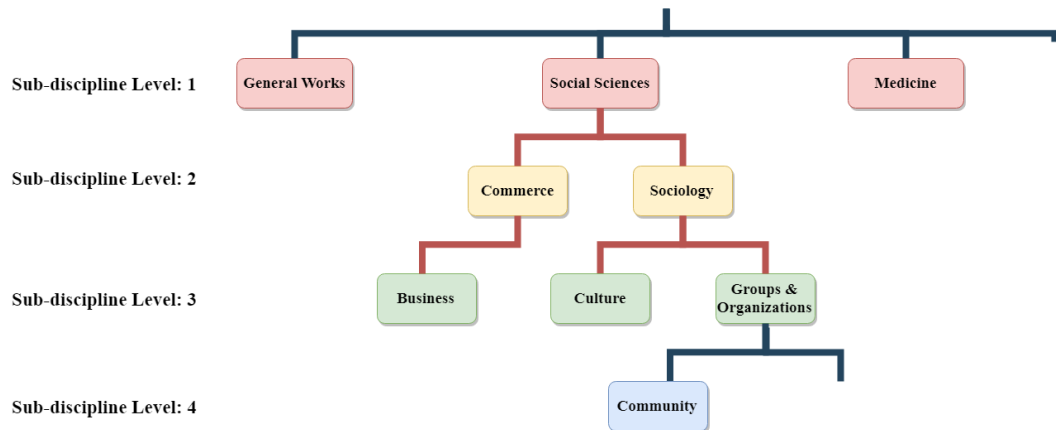 Sub-discipline Level: 1
General Works
Social Sciences
Medicine
Sub-discipline Level: 2
Commerce
Sociology
Sub-discipline Level: 3
Business
Culture
Groups &
Organizations
Sub-discipline Level: 4
Community